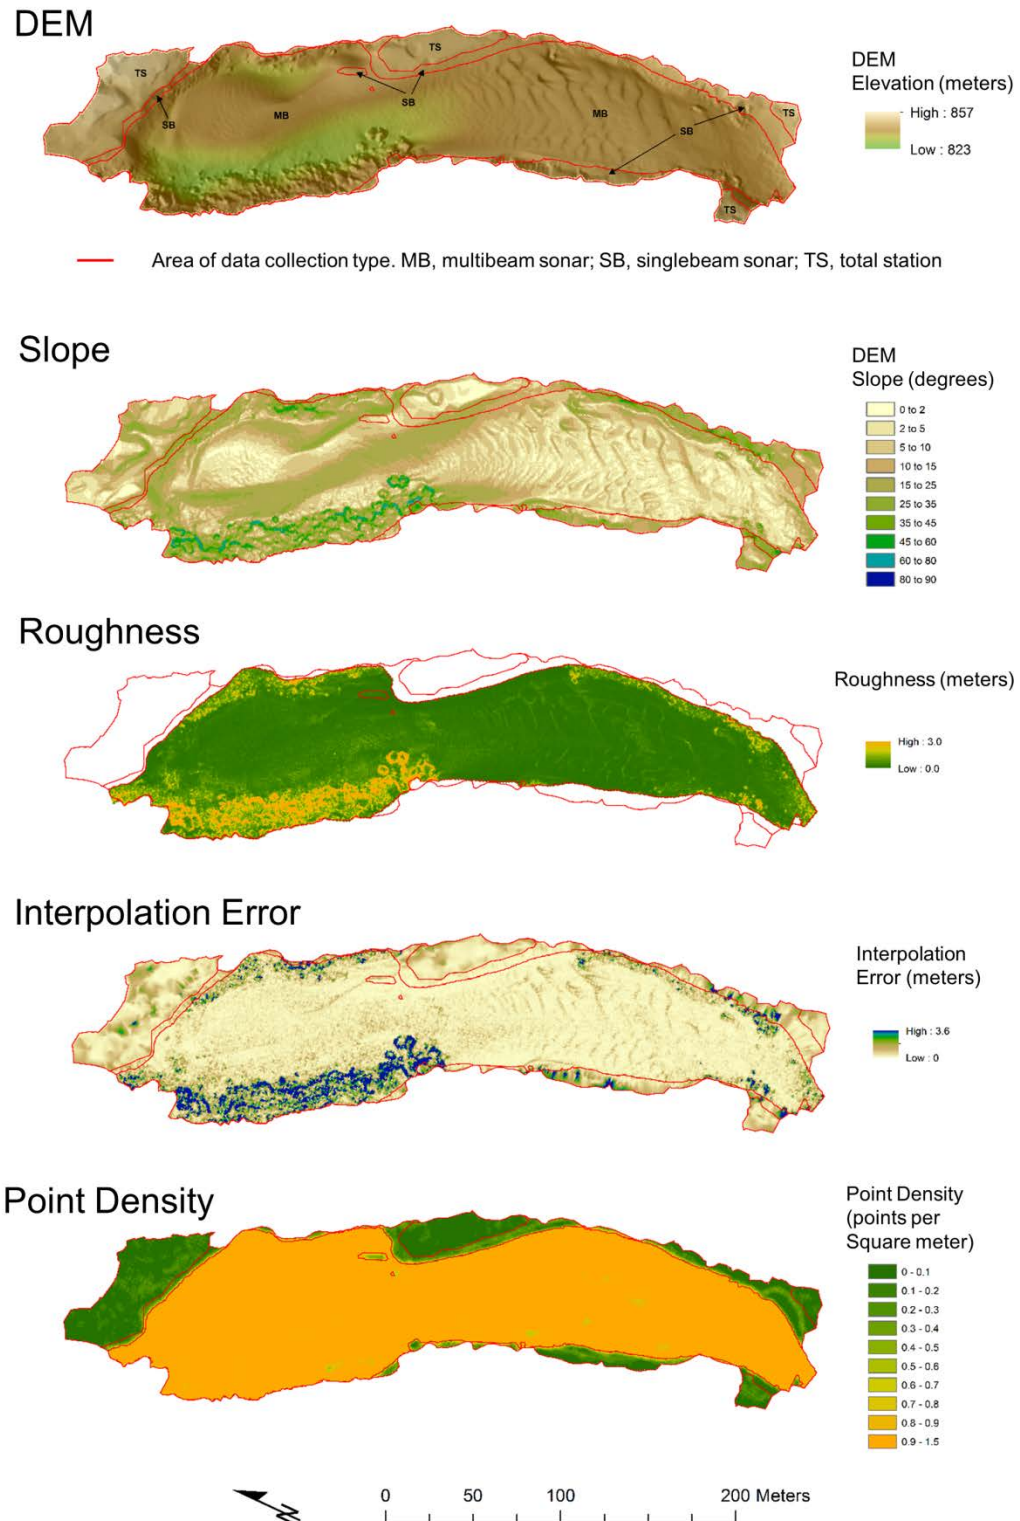 DEM
TS
TS
SB
MB
SB
MB
SB
TS
TS
DEM
Elevation (meters)
High : 857
Low : 823
Area of data collection type. MB, multibeam sonar; SB, singlebeam sonar; TS, total station
Slope
DEM
Slope (degrees)
0 to 2
2 to 5
5 to 10
10 to 15
15 to 25
25 to 35
35 to 45
45 to 60
60 to 80
80 to 90
Roughness
Roughness (meters)
High : 3.0
Low : 0.0
Interpolation Error
Interpolation
Error (meters)
High : 3.6
Low : 0
Point Density
Point Density
(points per
Square meter)
0 - 0.1
0.1 - 0.2
0.2 - 0.3
0.3 - 0.4
0.4 - 0.5
0.5 - 0.6
0.6 - 0.7
0.7 - 0.8
0.8 - 0.9
0.9 - 1.5
N
0 50 100 200 Meters